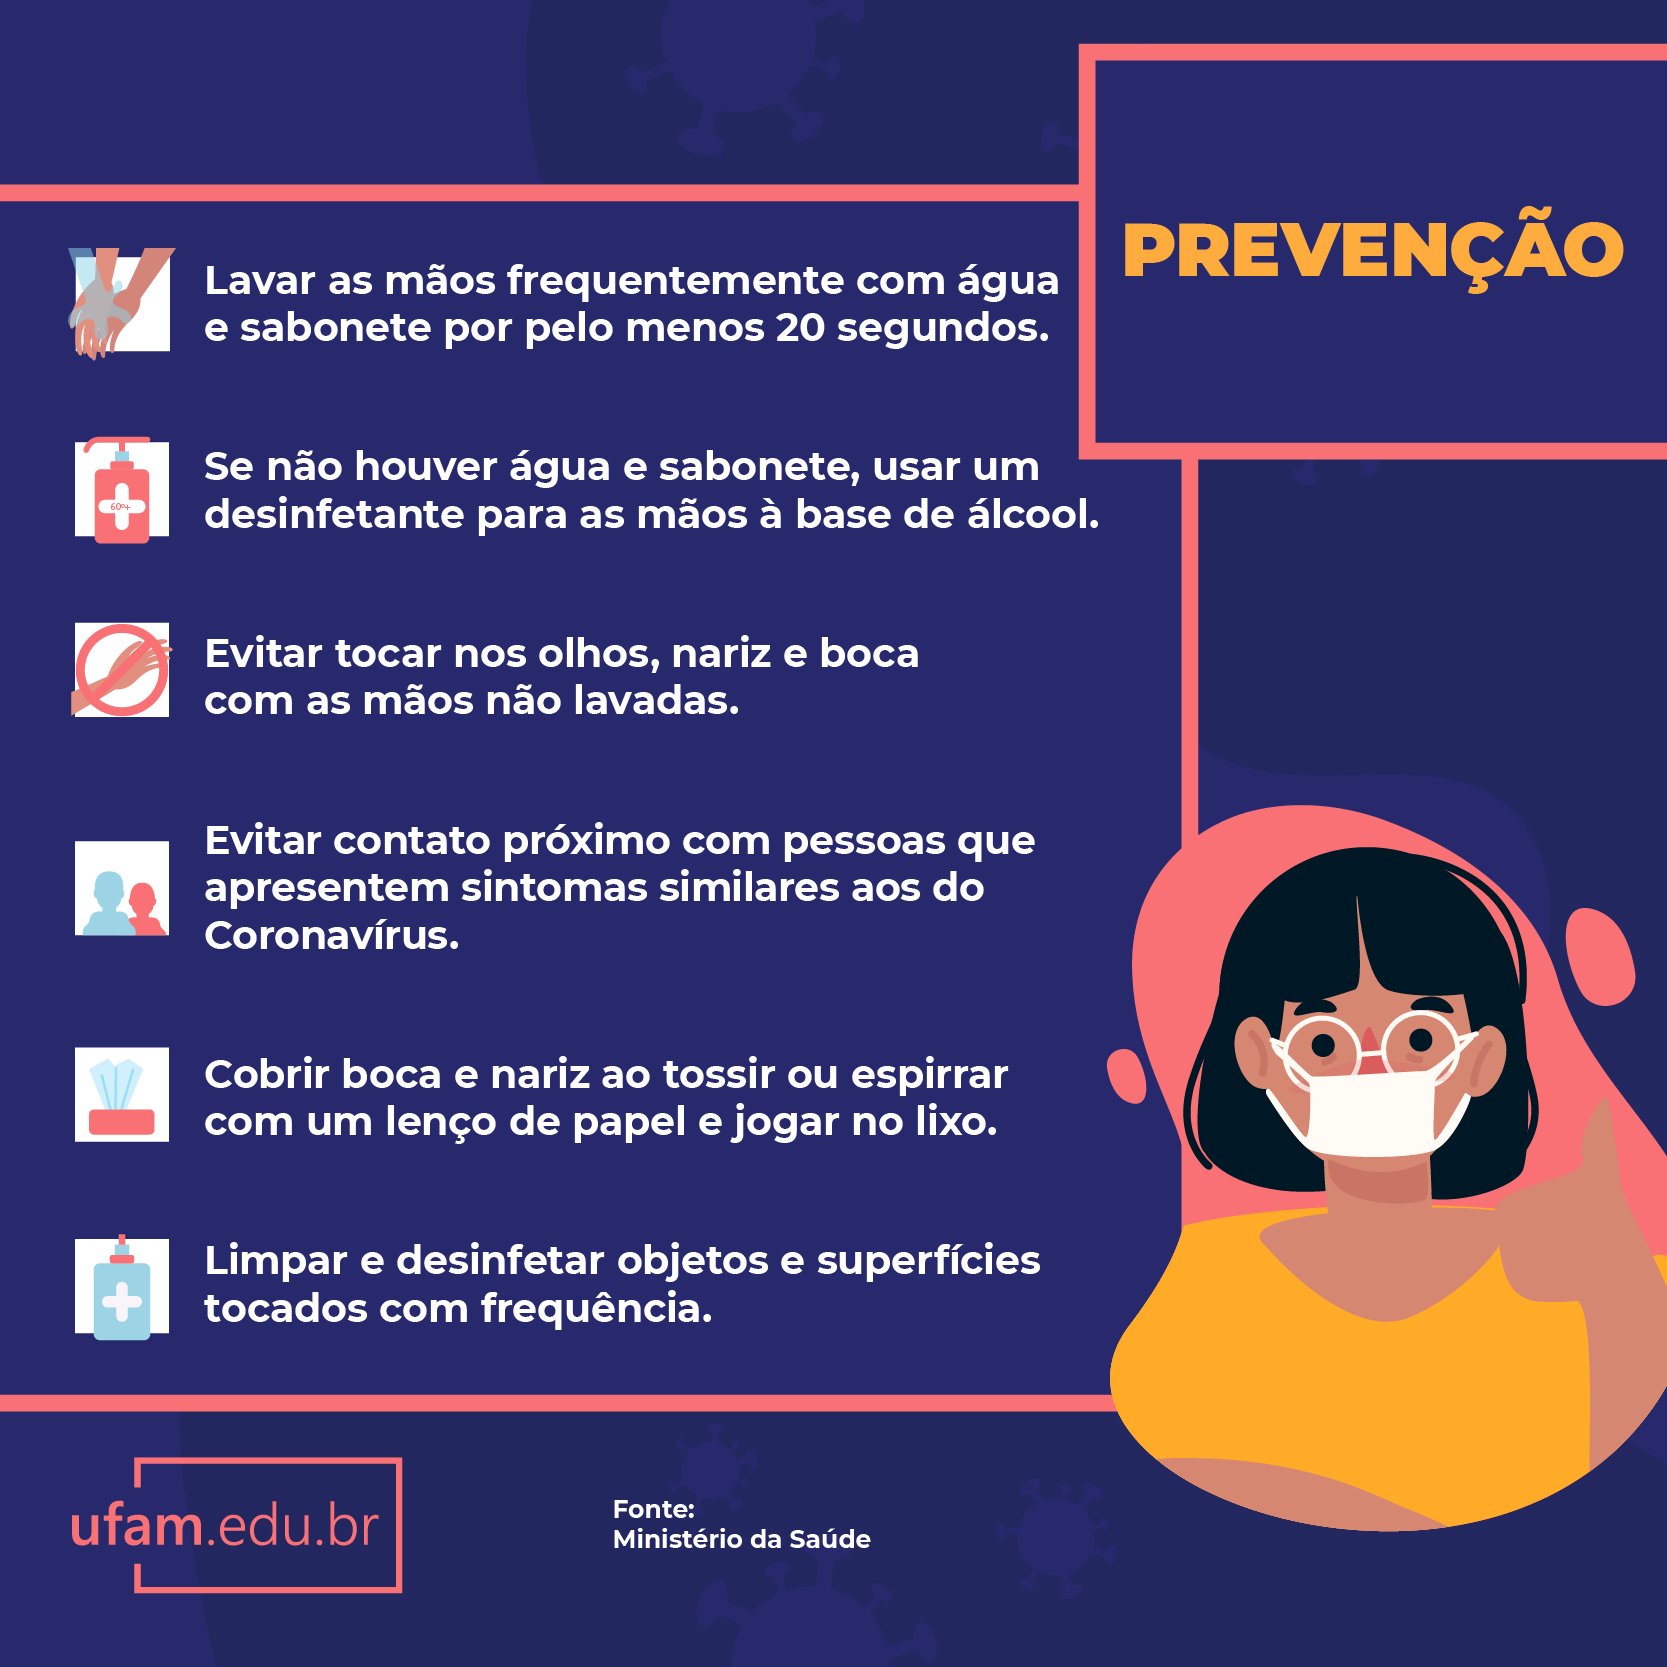 PREVENÇÃO
Lavar as mãos frequentemente com água
e sabonete por pelo menos 20 segundos.
60º+
Se não houver água e sabonete, usar um
desinfetante para as mãos à base de álcool.
Evitar tocar nos olhos, nariz e boca
com as mãos não lavadas.
Evitar contato próximo com pessoas que
apresentem sintomas similares aos do
Coronavírus.
Cobrir boca e nariz ao tossir ou espirrar
com um lenço de papel e jogar no lixo.
Limpar e desinfetar objetos e superfícies
tocados com frequência.
ufam.edu.br
Fonte:
Ministério da Saúde